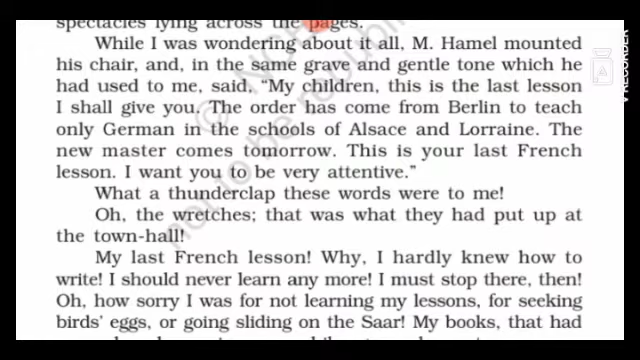 spectacles lying across the pages.
While I was wondering about it all, M. Hamel mounted
his chair, and, in the same grave and gentle tone which he
had used to me, said, “My children, this is the last lesson
I shall give you. The order has come from Berlin to teach
only German in the schools of Alsace and Lorraine. The
new master comes tomorrow. This is your last French
lesson. I want you to be very attentive.”
What a thunderclap these words were to me!
Oh, the wretches; that was what they had put up at
the town-hall!
My last French lesson! Why, I hardly knew how to
write! I should never learn any more! I must stop there, then!
Oh, how sorry I was for not learning my lessons, for seeking
birds’ eggs, or going sliding on the Saar! My books, that had
V RECORDER
not to be republi